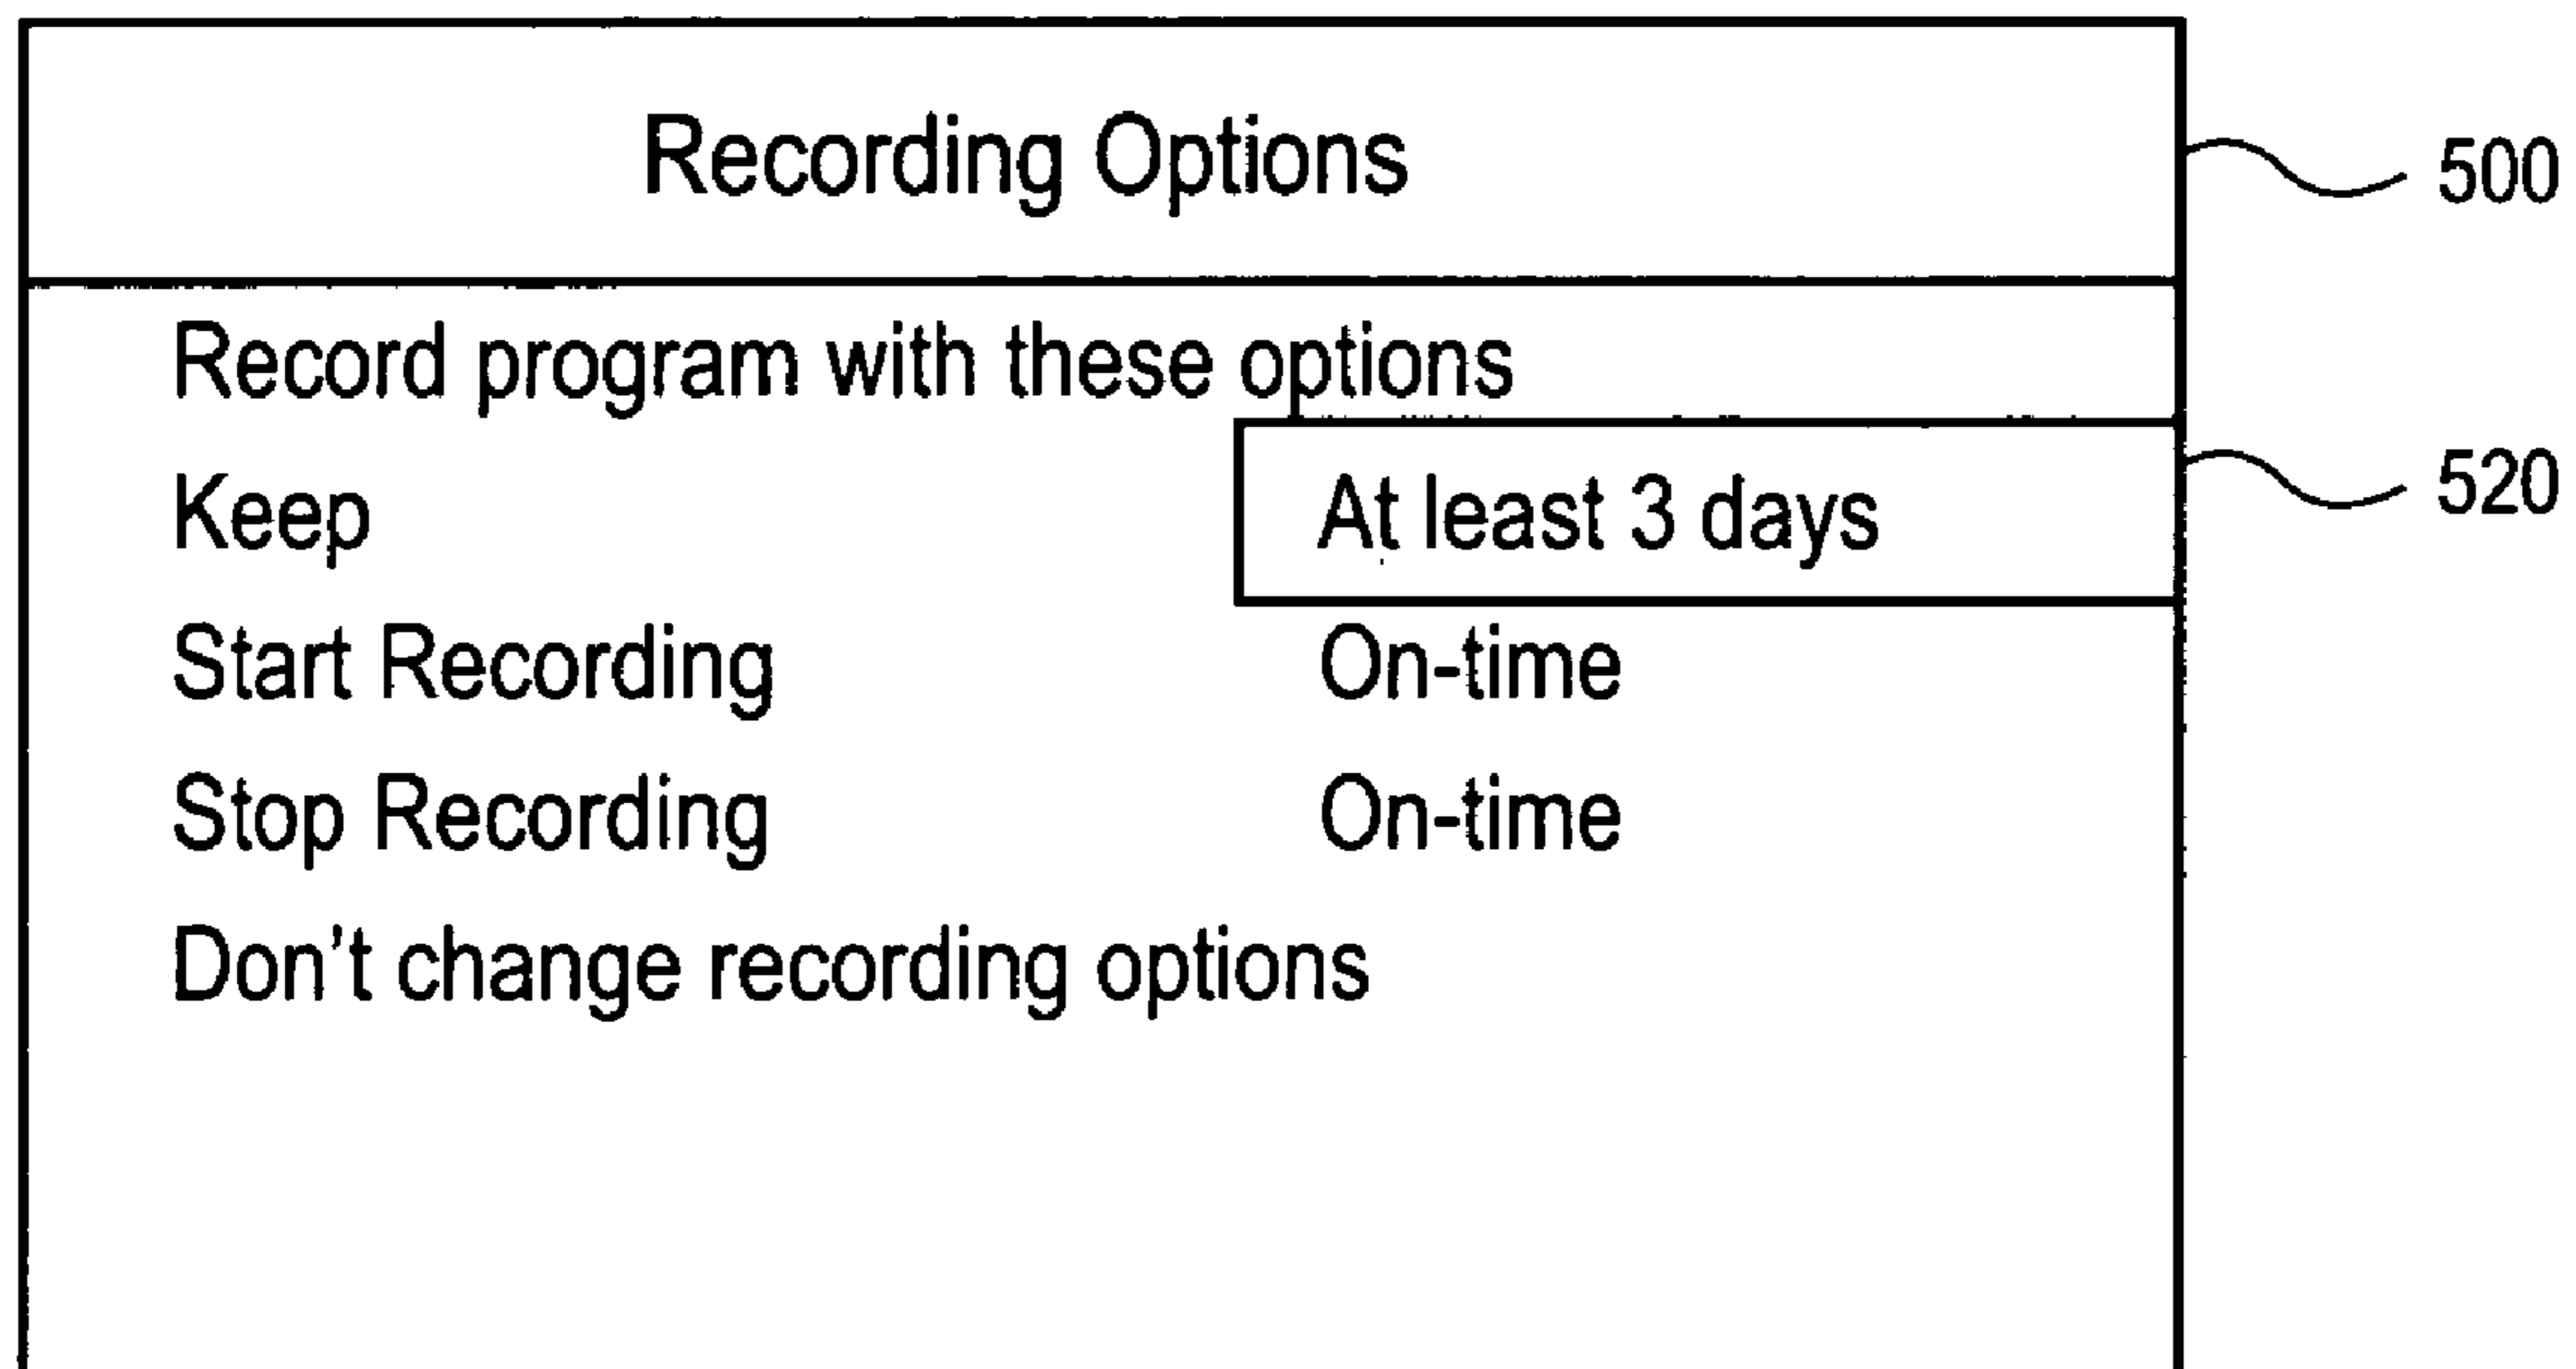 Recording Options
500
Record program with these options
Keep At least 3 days
520
Start Recording On-time
Stop Recording On-time
Don't change recording options